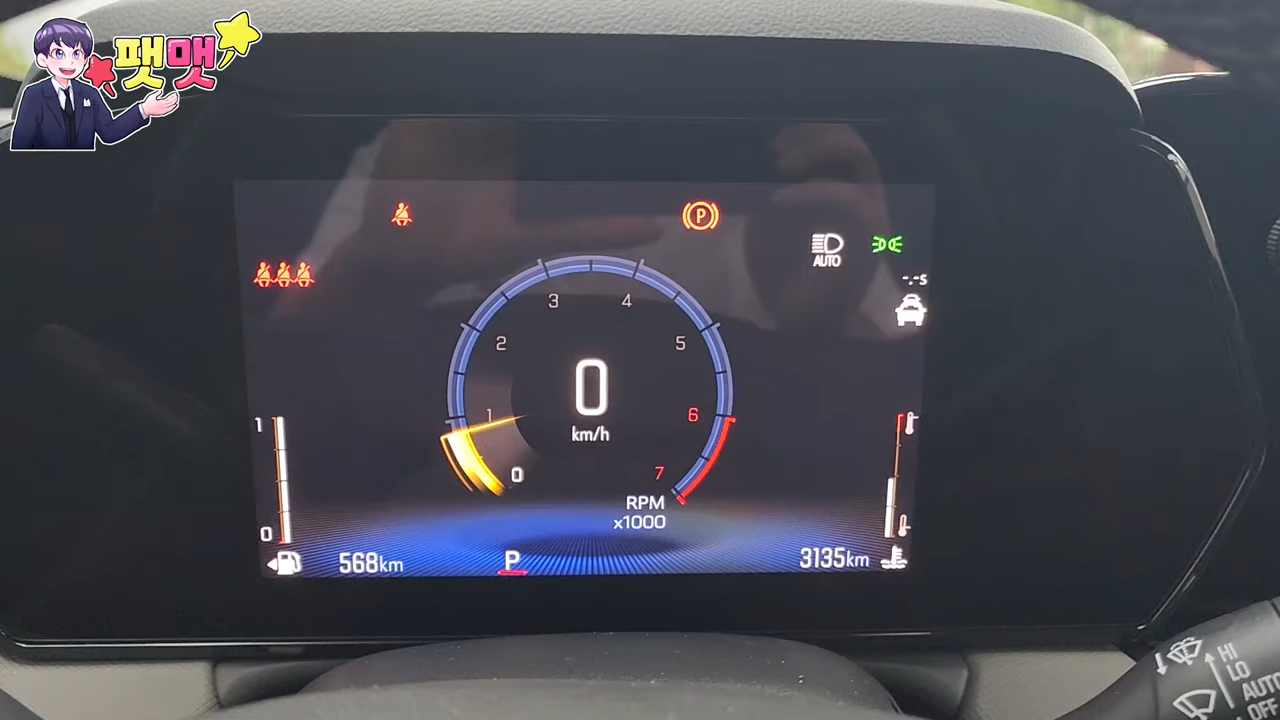 팻맷
P
AUTO
-.-s
3
4
2
5
1
0
km/h
6
1
0
7
RPM
x1000
0
568km
P
3135km
HI
LO
AUTO
OFF